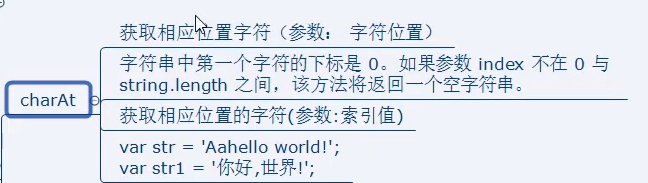 获取相应位置字符（参数： 字符位置）
字符串中第一个字符的下标是 0。如果参数 index 不在 0 与
string.length 之间，该方法将返回一个空字符串。
charAt
获取相应位置的字符(参数:索引值)
var str = 'Aahello world!';
var str1 = '你好,世界!';